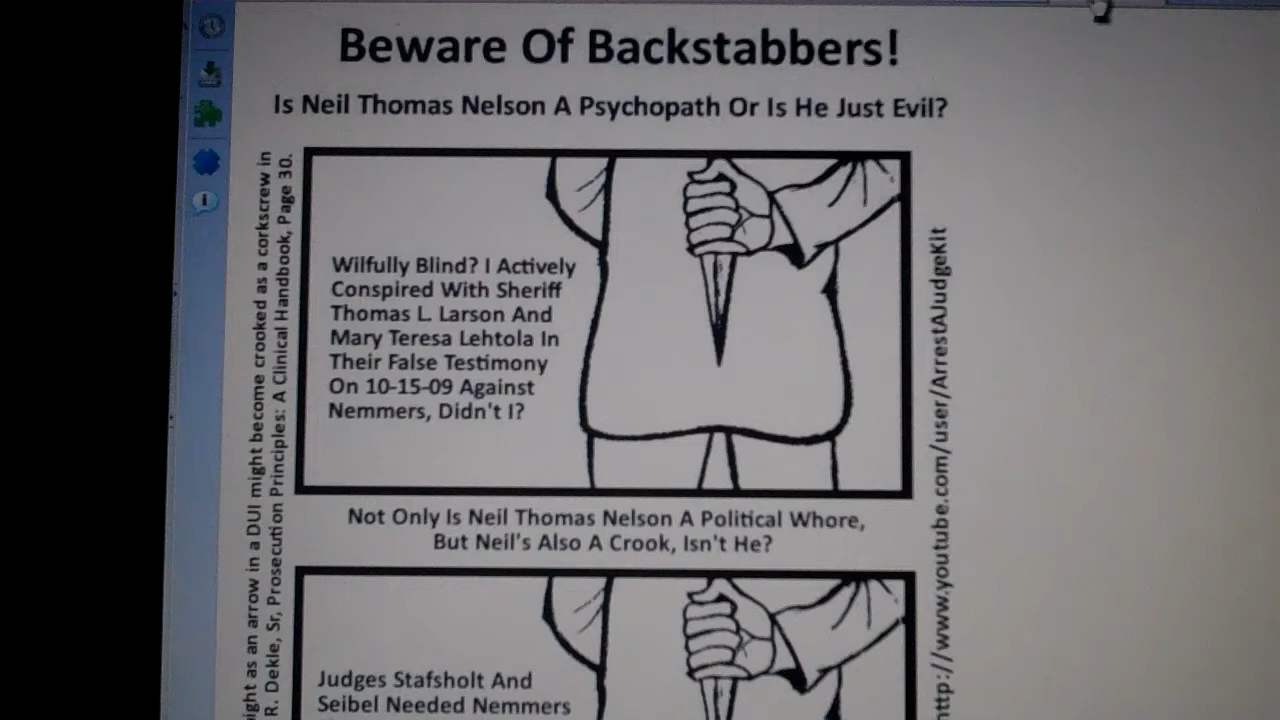 Beware Of Backstabbers!
Is Neil Thomas Nelson A Psychopath Or Is He Just Evil?
ight as an arrow in a DUI might become crooked as a corkscrew in
R. Dekle, Sr, Prosecution Principles: A Clinical Handbook, Page 30.
Wilfully Blind? I Actively
Conspired With Sheriff
Thomas L. Larson And
Mary Teresa Lehtola In
Their False Testimony
On 10-15-09 Against
Nemmers, Didn't I?
http://www.youtube.com/user/ArrestAJudgeKit
Not Only Is Neil Thomas Nelson A Political Whore,
But Neil's Also A Crook, Isn't He?
Judges Stafsholt And
Seibel Needed Nemmers